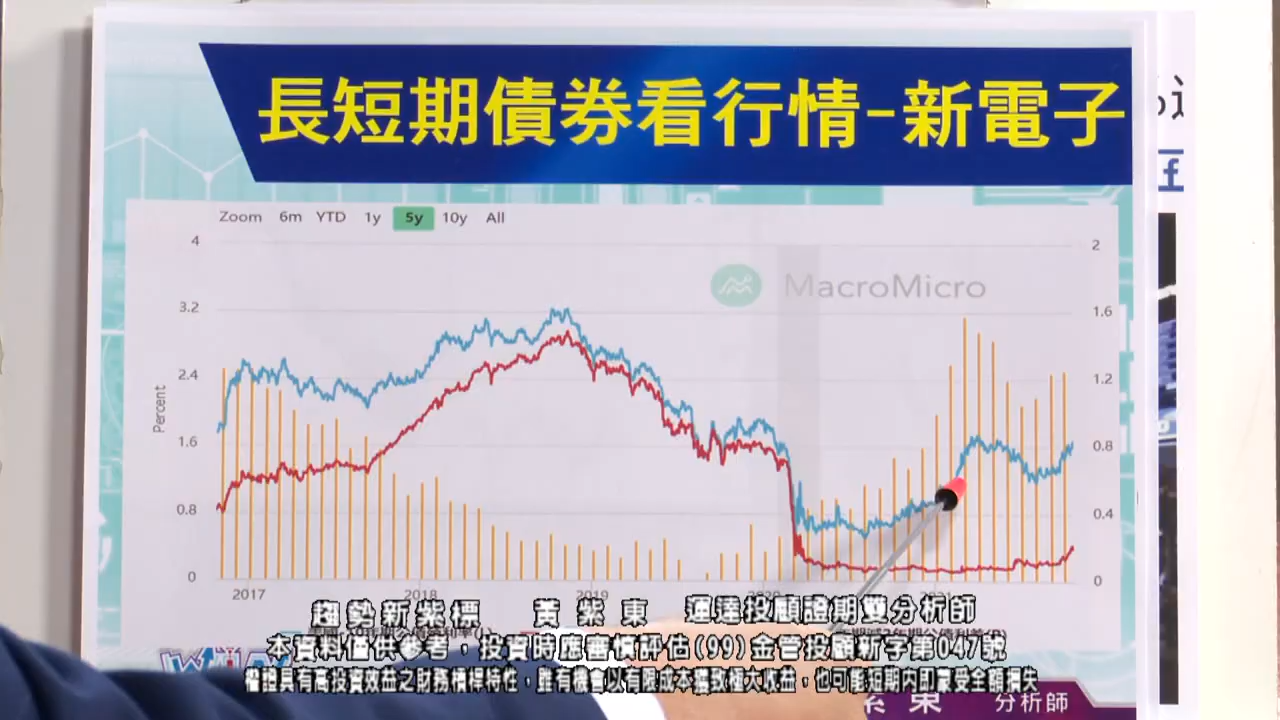 長短期債券看行情-新電子
f
Zoom 6m YTD 1y 5y 10y All
4 2
MacroMicro
3.2 1.6
2.4 1.2
Percent
1.6 0.8
0.8 0.4
0 0
2017 2018 2019 2020 2021
趨勢新紫標 黃紫東 運達投顧證期雙分析師
本資料僅供參考，投資時應審慎評估(99)金管投顧新字第047號
權證具有高投資效益之財務槓桿特性，雖有機會以有限成本獲致極大收益，也可能短期內即蒙受全額損失
紫東 分析師